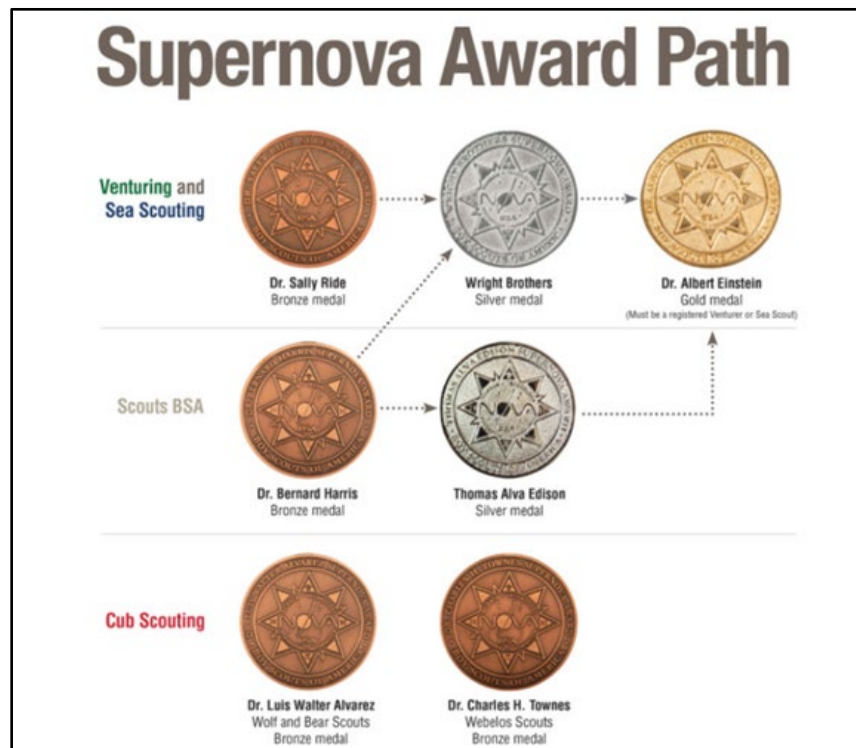 Supernova Award Path
Venturing and
Sea Scouting
Dr. Sally Ride
Bronze medal
Wright Brothers
Silver medal
Dr. Albert Einstein
Gold medal
(Must be a registered Venturer or Sea Scout)
Scouts BSA
Dr. Bernard Harris
Bronze medal
Thomas Alva Edison
Silver medal
Cub Scouting
Dr. Luis Walter Alvarez
Wolf and Bear Scouts
Bronze medal
Dr. Charles H. Townes
Webelos Scouts
Bronze medal